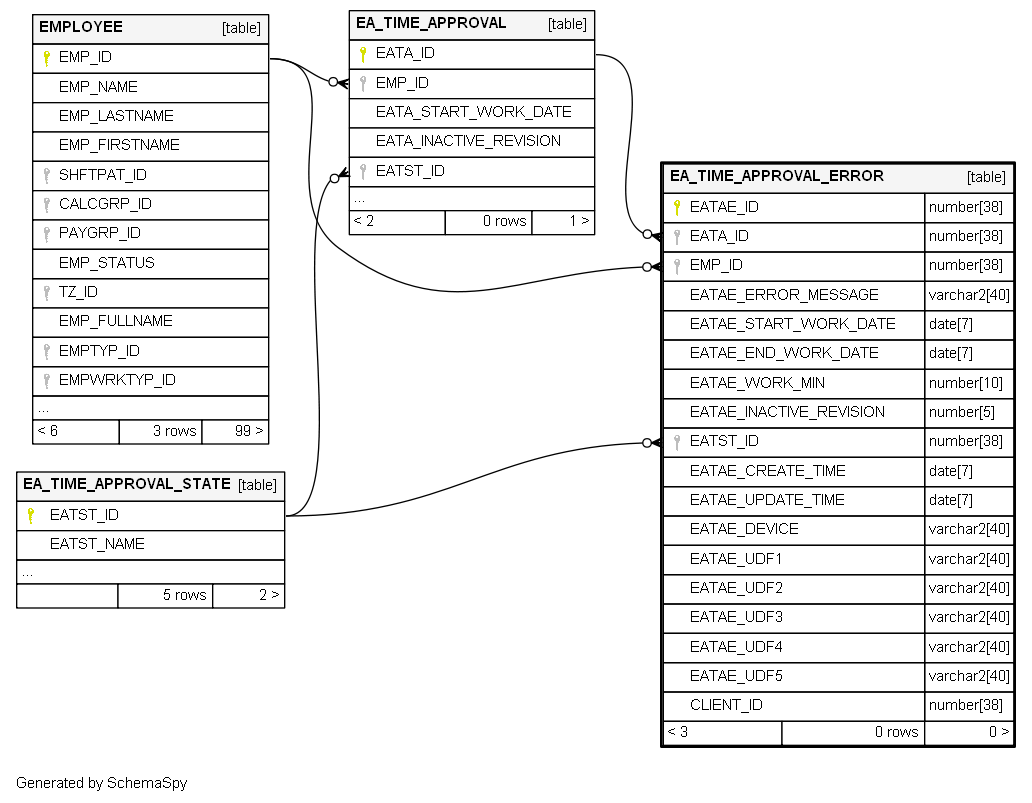 EMPLOYEE [table]
EMP_ID
EMP_NAME
EMP_LASTNAME
EMP_FIRSTNAME
SHFTPAT_ID
CALCGRP_ID
PAYGRP_ID
EMP_STATUS
TZ_ID
EMP_FULLNAME
EMPTYP_ID
EMPWRKTYP_ID
...
< 6 3 rows 99 >
EA_TIME_APPROVAL [table]
EATA_ID
EMP_ID
EATA_START_WORK_DATE
EATA_INACTIVE_REVISION
EATST_ID
...
< 2 0 rows 1 >
EA_TIME_APPROVAL_STATE [table]
EATST_ID
EATST_NAME
...
5 rows 2 >
EA_TIME_APPROVAL_ERROR [table]
EATAE_ID number[38]
EATA_ID number[38]
EMP_ID number[38]
EATAE_ERROR_MESSAGE varchar2[40]
EATAE_START_WORK_DATE date[7]
EATAE_END_WORK_DATE date[7]
EATAE_WORK_MIN number[10]
EATAE_INACTIVE_REVISION number[5]
EATST_ID number[38]
EATAE_CREATE_TIME date[7]
EATAE_UPDATE_TIME date[7]
EATAE_DEVICE varchar2[40]
EATAE_UDF1 varchar2[40]
EATAE_UDF2 varchar2[40]
EATAE_UDF3 varchar2[40]
EATAE_UDF4 varchar2[40]
EATAE_UDF5 varchar2[40]
CLIENT_ID number[38]
< 3 0 rows 0 >
Generated by SchemaSpy